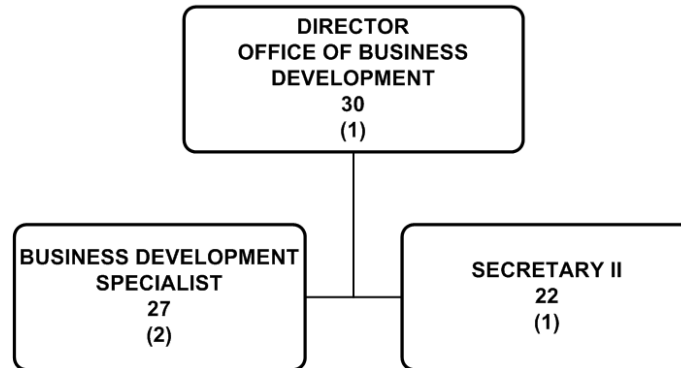 DIRECTOR
OFFICE OF BUSINESS
DEVELOPMENT
30
(1)
BUSINESS DEVELOPMENT
SPECIALIST
27
(2)
SECRETARY II
22
(1)